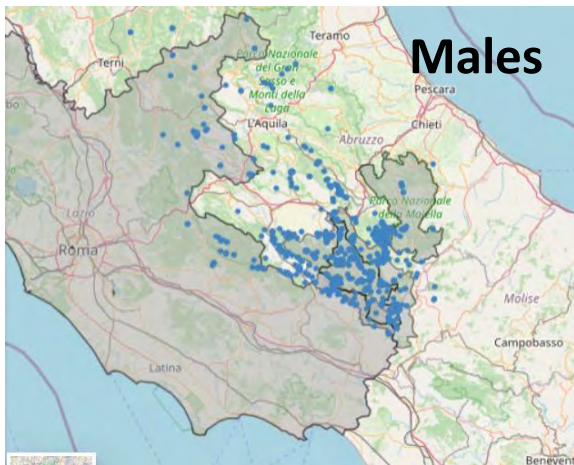 Males
Teramo
Terni
Parco Nazionale
del Gran
Sasso e
Monti della
Laga
Pescara
L'Aquila
Chieti
Abruzzo
Parco Nazionale
della Maiella
Lazio
Roma
Molise
Campobasso
Latina
Benevent